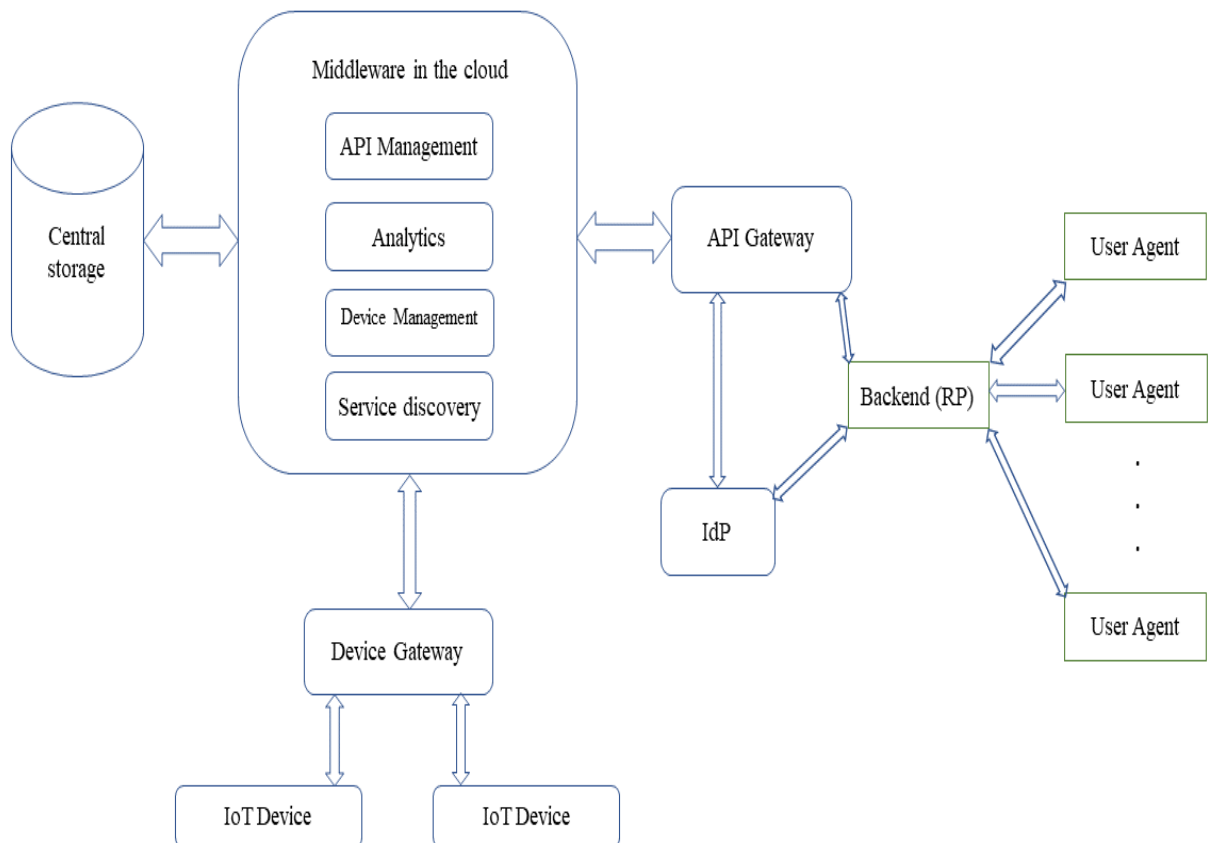 Middleware in the cloud
API Management
Analytics
Device Management
Service discovery
Central
storage
API Gateway
Backend (RP)
IdP
User Agent
User Agent
.
.
.
User Agent
Device Gateway
IoT Device
IoT Device